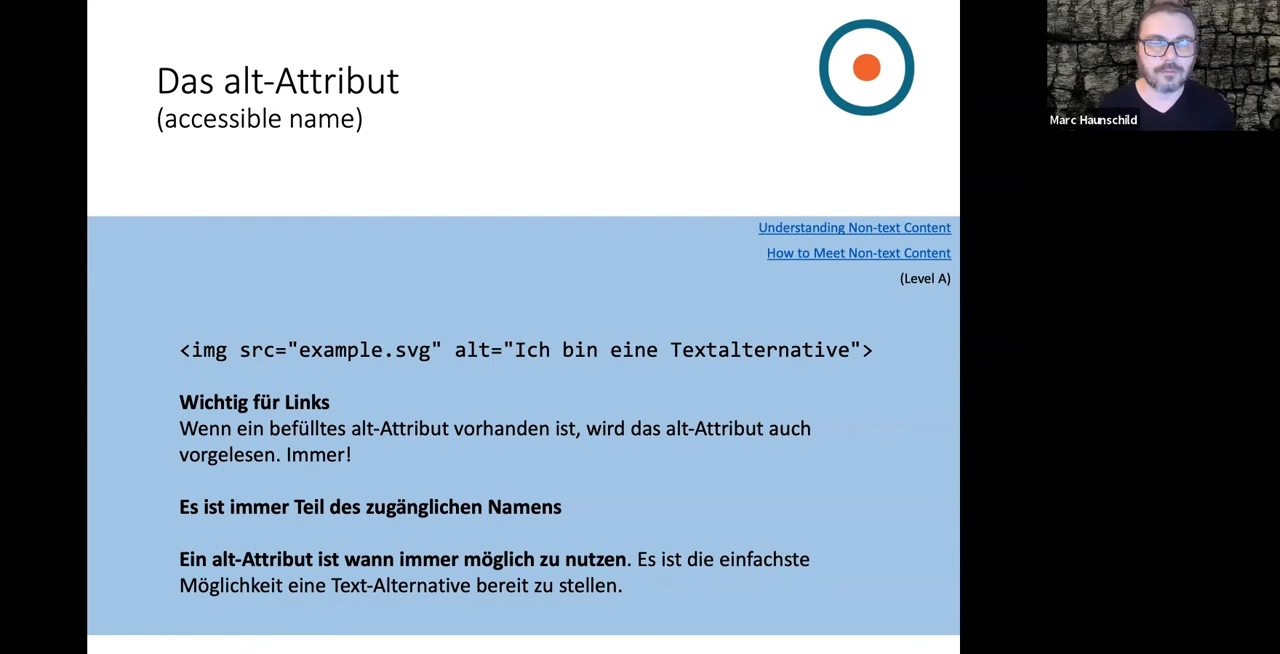 Das alt-Attribut
(accessible name)
Marc Haunschild
Understanding Non-text Content
How to Meet Non-text Content
(Level A)
<img src="example.svg" alt="Ich bin eine Textalternative">
Wichtig für Links
Wenn ein befülltes alt-Attribut vorhanden ist, wird das alt-Attribut auch
vorgelesen. Immer!
Es ist immer Teil des zugänglichen Namens
Ein alt-Attribut ist wann immer möglich zu nutzen. Es ist die einfachste
Möglichkeit eine Text-Alternative bereit zu stellen.